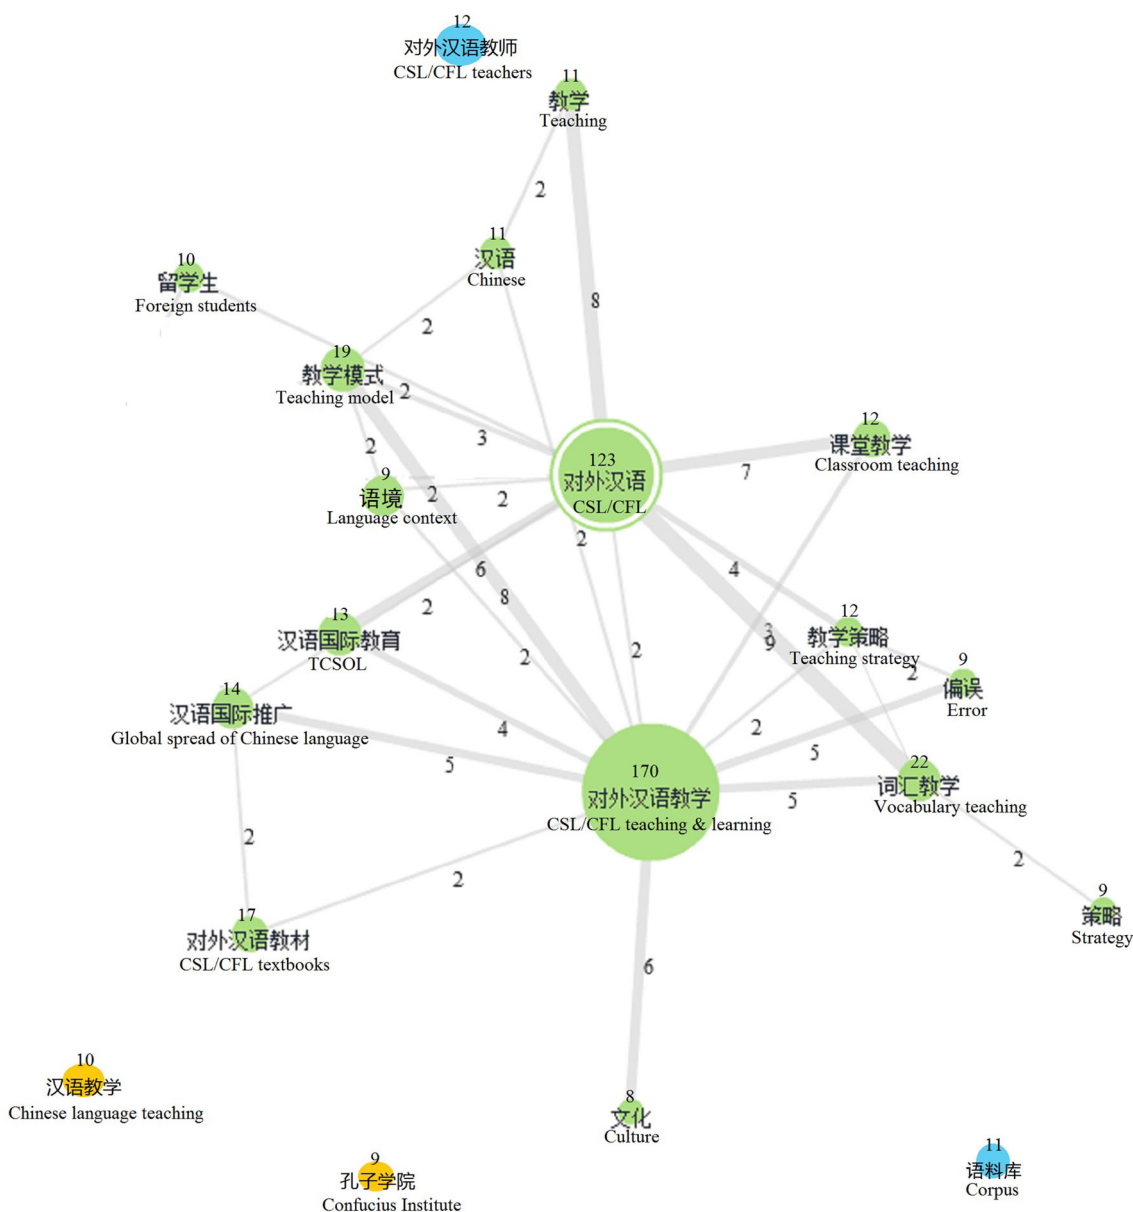 12
对外汉语教师
CSL/CFL teachers
11
教学
Teaching
2
11
汉语
Chinese
10
留学生
Foreign students
8
2
19
教学模式
Teaching model
2
3
2
12
课堂教学
Classroom teaching
7
123
对外汉语
CSL/CFL
9
语境
Language context
2
2
2
6
4
8
2
13
汉语国际教育
TCSOL
2
2
3
9
12
教学策略
Teaching strategy
2
9
偏误
Error
14
汉语国际推广
Global spread of Chinese language
4
2
5
5
5
170
对外汉语教学
CSL/CFL teaching & learning
22
词汇教学
Vocabulary teaching
2
2
2
9
策略
Strategy
17
对外汉语教材
CSL/CFL textbooks
6
10
汉语教学
Chinese language teaching
8
文化
Culture
9
孔子学院
Confucius Institute
11
语料库
Corpus